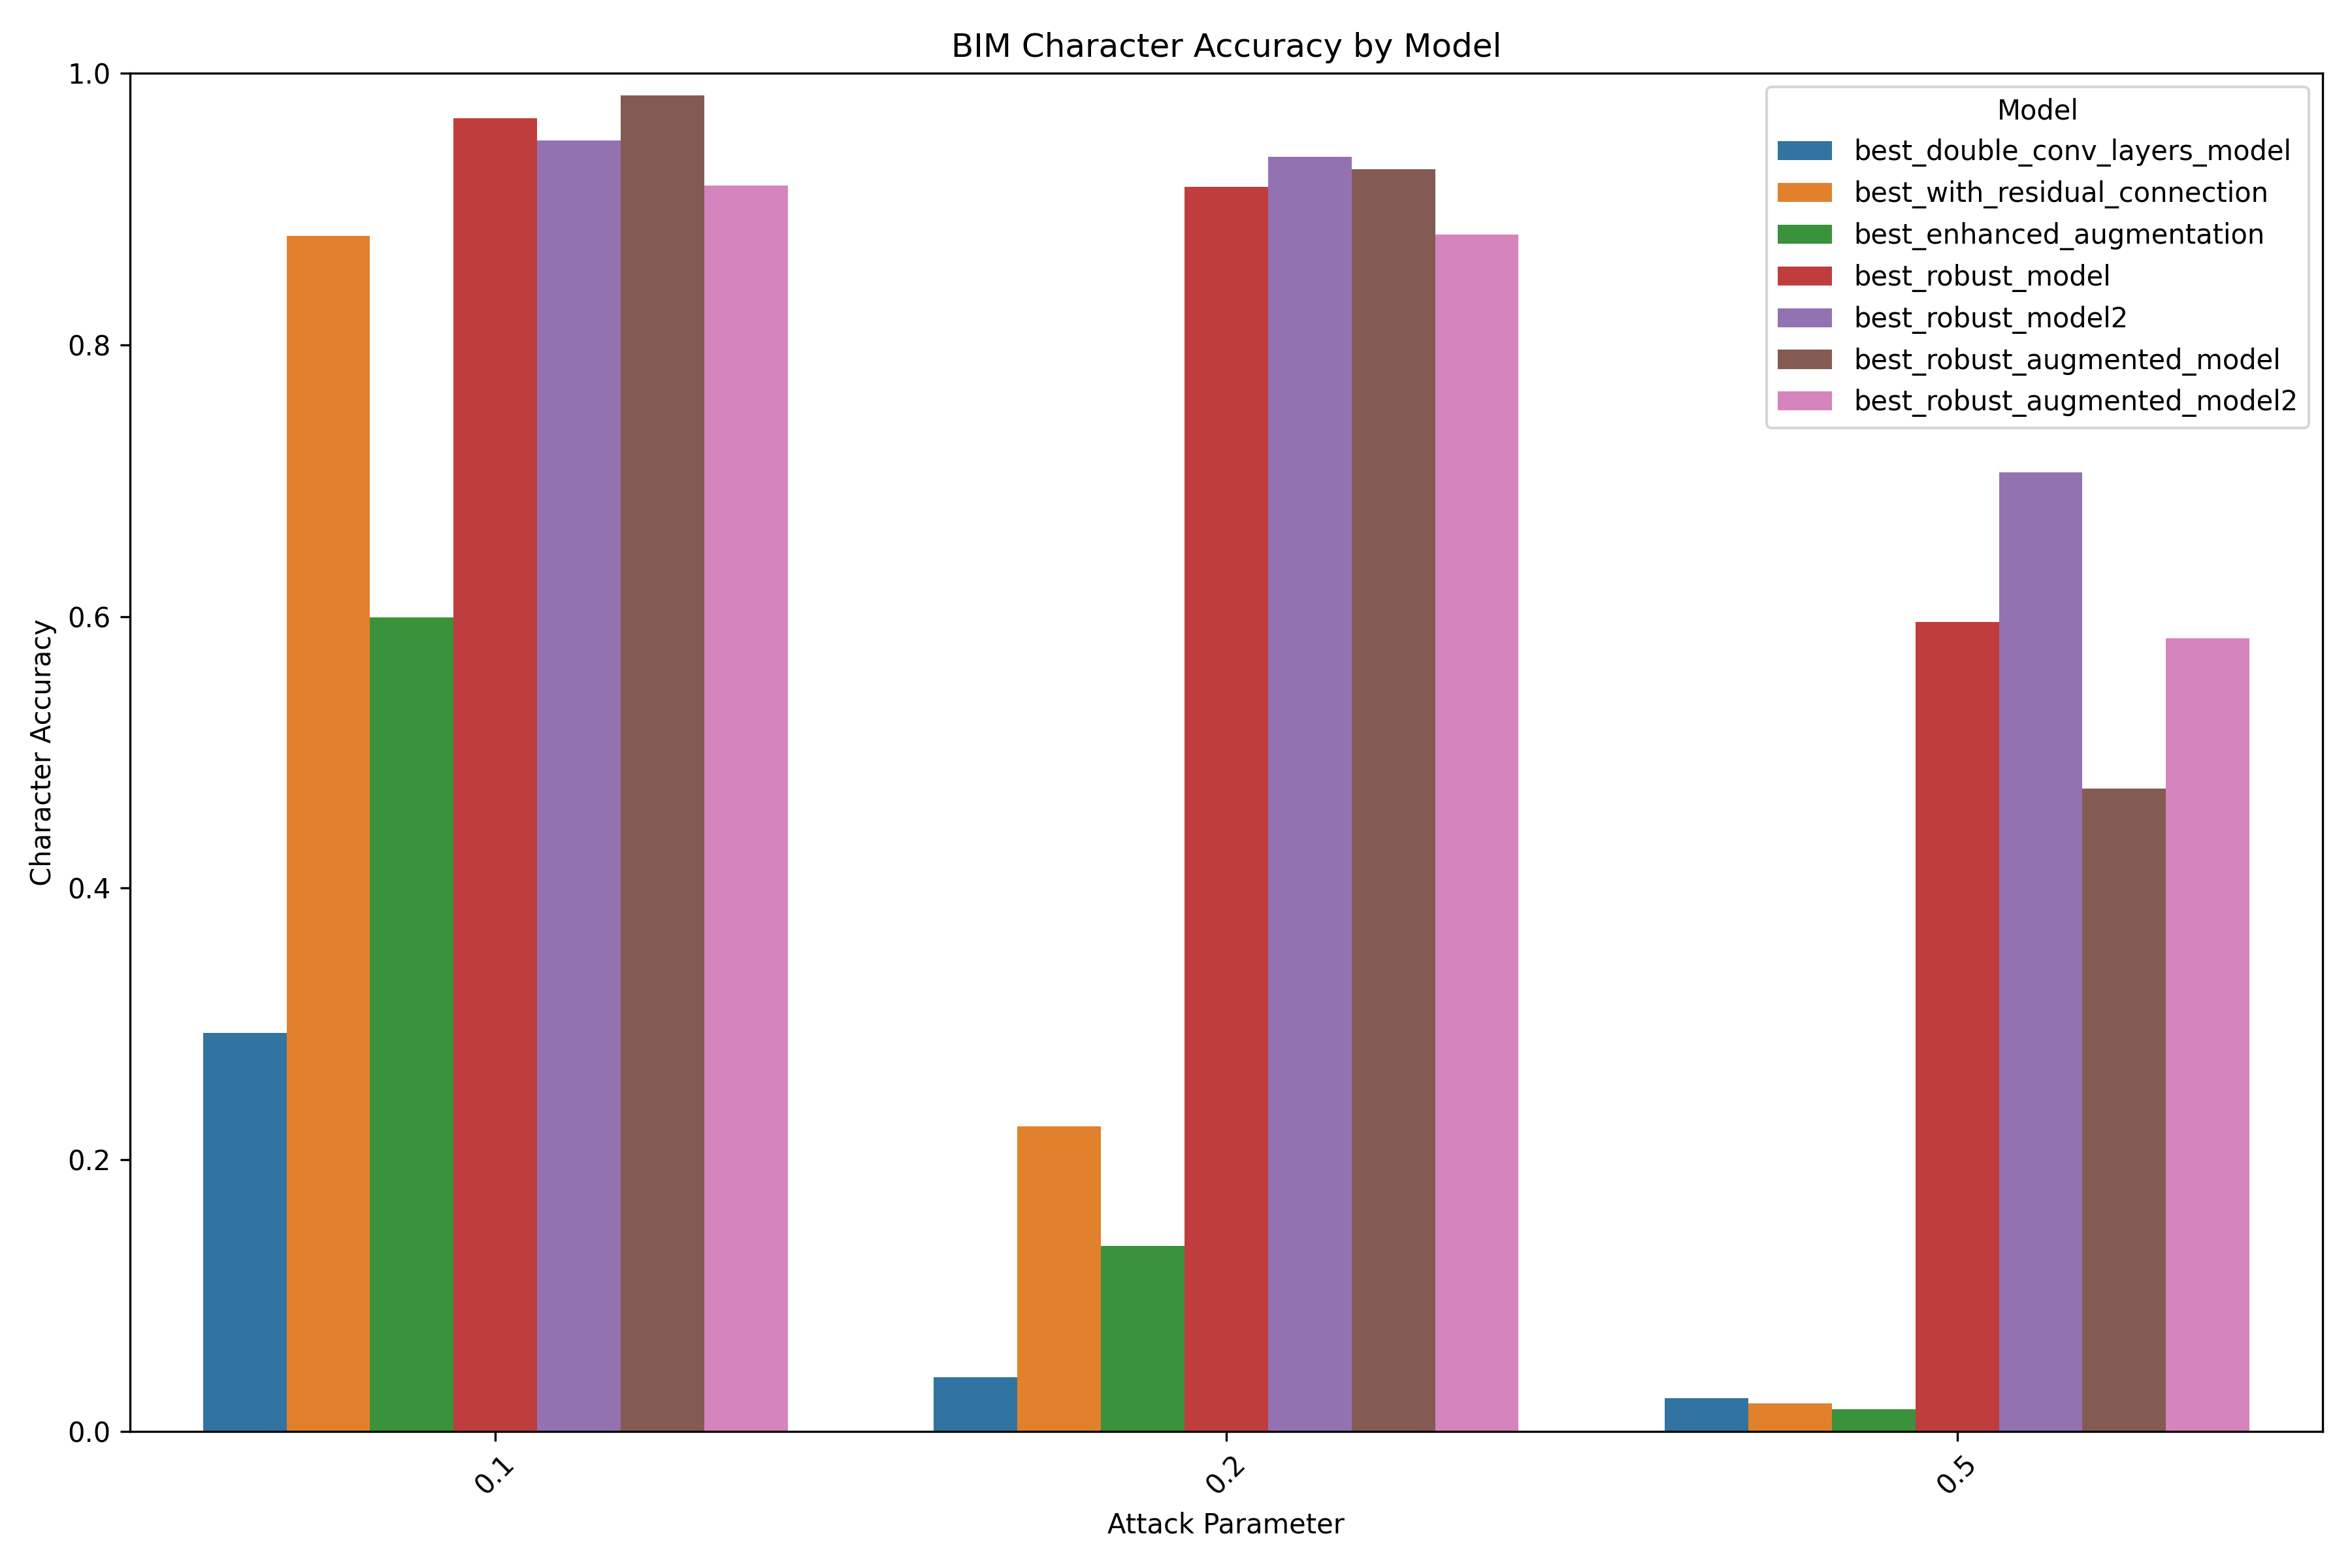 BIM Character Accuracy by Model
Character Accuracy
1.0
0.8
0.6
0.4
0.2
0.0
Model
best_double_conv_layers_model
best_with_residual_connection
best_enhanced_augmentation
best_robust_model
best_robust_model2
best_robust_augmented_model
best_robust_augmented_model2
0.1
0.2
0.5
Attack Parameter